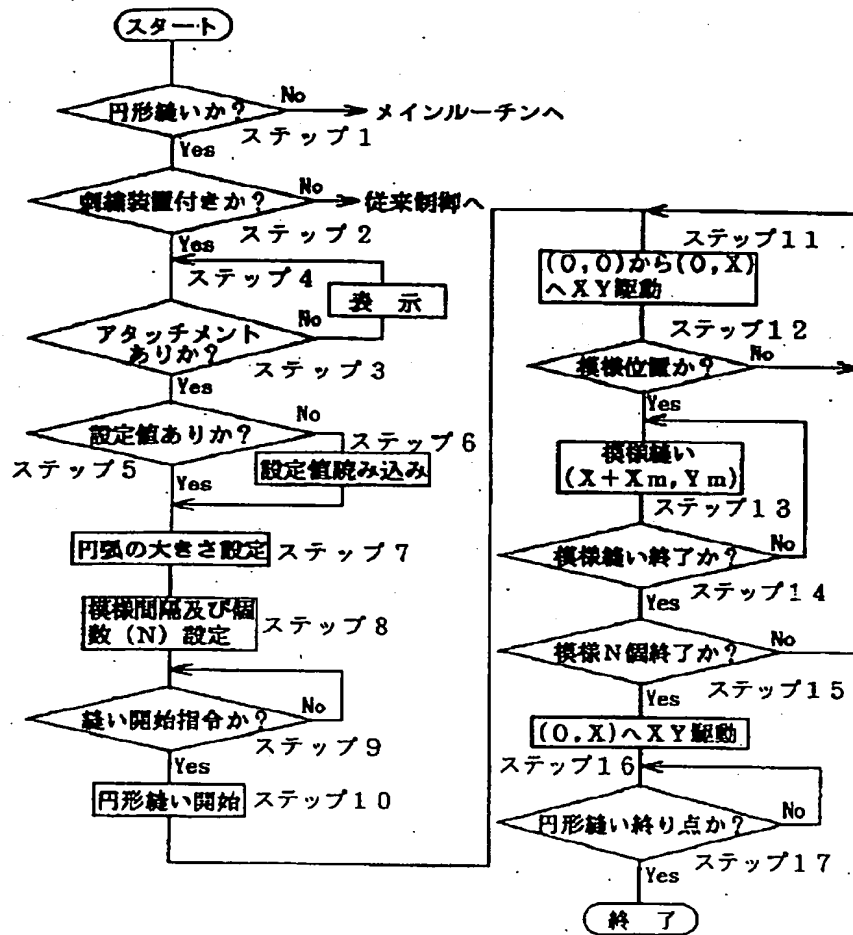 スタート
円形縫いか?
No
メインルーチンへ
ステップ1
Yes
刺繍装置付きか?
No
従来制御へ
ステップ2
Yes
ステップ4
表 示
アタッチメント
ありか?
No
ステップ3
Yes
設定値ありか?
No
ステップ6
ステップ5
Yes
設定値読み込み
円弧の大きさ設定
ステップ7
模様間隔及び個
数(N)設定
ステップ8
縫い開始指令か?
No
ステップ9
Yes
円形縫い開始
ステップ10
ステップ11
(0,0)から(0,X)
へXY駆動
ステップ12
模様位置か?
No
Yes
模様縫い
(X+Xm,Ym)
ステップ13
模様縫い終了か?
No
Yes
ステップ14
模様N個終了か?
No
Yes
ステップ15
(0.X)へXY駆動
ステップ16
円形縫い終り点か?
No
ステップ17
Yes
終 了